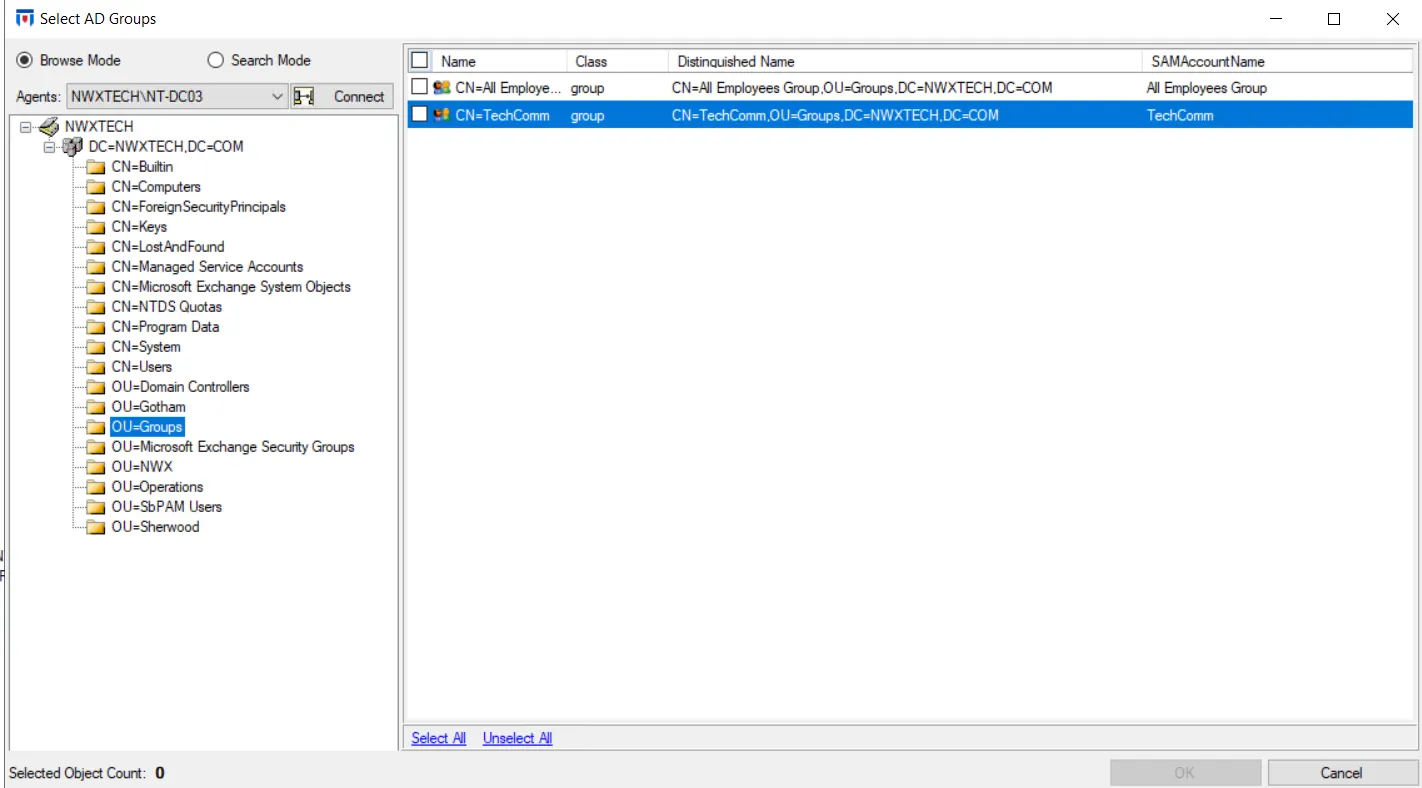 Select AD Groups
Browse Mode Search Mode
Agents: NWXTECH\NT-DC03 Connect
NWXTECH
DC=NWXTECH,DC=COM
CN=Builtin
CN=Computers
CN=ForeignSecurityPrincipals
CN=Keys
CN=LostAndFound
CN=Managed Service Accounts
CN=Microsoft Exchange System Objects
CN=NTDS Quotas
CN=Program Data
CN=System
CN=Users
OU=Domain Controllers
OU=Gotham
OU=Groups
OU=Microsoft Exchange Security Groups
OU=NWX
OU=Operations
OU=SbPAM Users
OU=Sherwood
Name Class Distinquished Name SAMAccountName
CN=All Employe... group CN=All Employees Group,OU=Groups,DC=NWXTECH,DC=COM All Employees Group
CN=TechComm group CN=TechComm,OU=Groups,DC=NWXTECH,DC=COM TechComm
Select All Unselect All
Selected Object Count: 0
OK Cancel